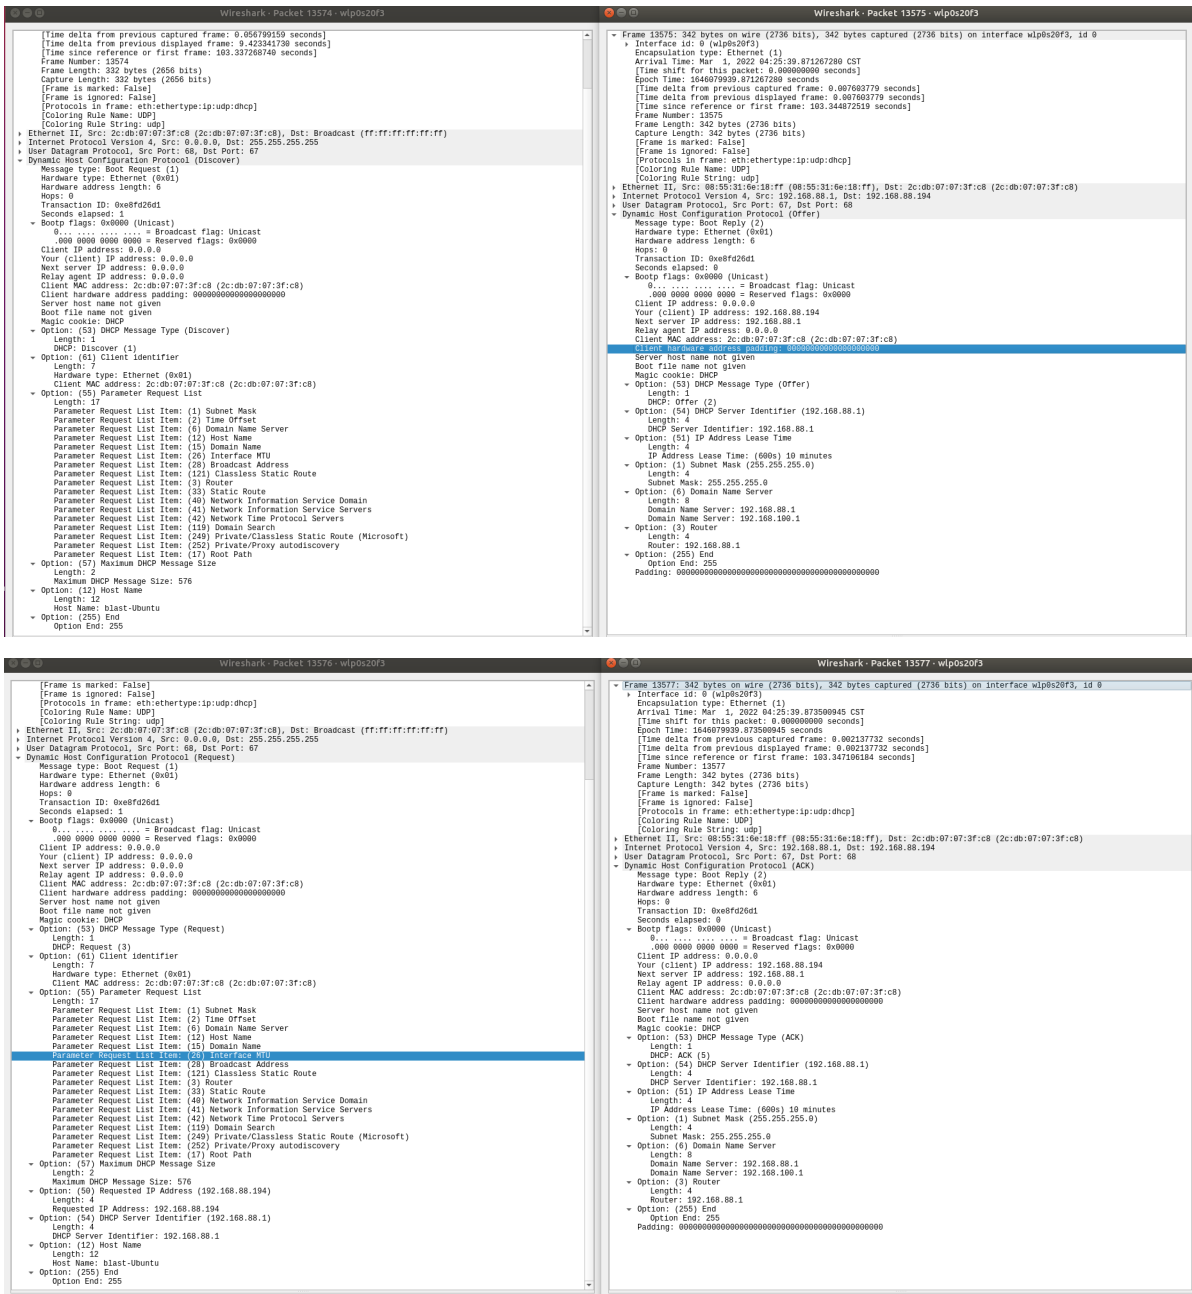 Wireshark · Packet 13574 · wlp0s20f3
[Time delta from previous captured frame: 0.056799159 seconds]
[Time delta from previous displayed frame: 9.423341730 seconds]
[Time since reference or first frame: 103.337268740 seconds]
Frame Number: 13574
Frame Length: 332 bytes (2656 bits)
Capture Length: 332 bytes (2656 bits)
[Frame is marked: False]
[Frame is ignored: False]
[Protocols in frame: eth:ethertype:ip:udp:dhcp]
[Coloring Rule Name: UDP]
[Coloring Rule String: udp]
Ethernet II, Src: 2c:db:07:07:3f:c8 (2c:db:07:07:3f:c8), Dst: Broadcast (ff:ff:ff:ff:ff:ff)
Internet Protocol Version 4, Src: 0.0.0.0, Dst: 255.255.255.255
User Datagram Protocol, Src Port: 68, Dst Port: 67
Dynamic Host Configuration Protocol (Discover)
Message type: Boot Request (1)
Hardware type: Ethernet (0x01)
Hardware address length: 6
Hops: 0
Transaction ID: 0xe8fd26d1
Seconds elapsed: 1
Bootp flags: 0x0000 (Unicast)
0... .... .... .... = Broadcast flag: Unicast
.000 0000 0000 0000 = Reserved flags: 0x0000
Client IP address: 0.0.0.0
Your (client) IP address: 0.0.0.0
Next server IP address: 0.0.0.0
Relay agent IP address: 0.0.0.0
Client MAC address: 2c:db:07:07:3f:c8 (2c:db:07:07:3f:c8)
Client hardware address padding: 00000000000000000000
Server host name not given
Boot file name not given
Magic cookie: DHCP
Option: (53) DHCP Message Type (Discover)
Length: 1
DHCP: Discover (1)
Option: (61) Client identifier
Length: 7
Hardware type: Ethernet (0x01)
Client MAC address: 2c:db:07:07:3f:c8 (2c:db:07:07:3f:c8)
Option: (55) Parameter Request List
Length: 17
Parameter Request List Item: (1) Subnet Mask
Parameter Request List Item: (2) Time Offset
Parameter Request List Item: (6) Domain Name Server
Parameter Request List Item: (12) Host Name
Parameter Request List Item: (15) Domain Name
Parameter Request List Item: (26) Interface MTU
Parameter Request List Item: (28) Broadcast Address
Parameter Request List Item: (121) Classless Static Route
Parameter Request List Item: (3) Router
Parameter Request List Item: (33) Static Route
Parameter Request List Item: (40) Network Information Service Domain
Parameter Request List Item: (41) Network Information Service Servers
Parameter Request List Item: (42) Network Time Protocol Servers
Parameter Request List Item: (119) Domain Search
Parameter Request List Item: (249) Private/Classless Static Route (Microsoft)
Parameter Request List Item: (252) Private/Proxy autodiscovery
Parameter Request List Item: (17) Root Path
Option: (57) Maximum DHCP Message Size
Length: 2
Maximum DHCP Message Size: 576
Option: (12) Host Name
Length: 12
Host Name: blast-Ubuntu
Option: (255) End
Option End: 255
Wireshark · Packet 13575 · wlp0s20f3
Frame 13575: 342 bytes on wire (2736 bits), 342 bytes captured (2736 bits) on interface wlp0s20f3, id 0
Interface id: 0 (wlp0s20f3)
Encapsulation type: Ethernet (1)
Arrival Time: Mar  1, 2022 04:25:39.871267280 CST
[Time shift for this packet: 0.000000000 seconds]
Epoch Time: 1646079939.871267280 seconds
[Time delta from previous captured frame: 0.007603779 seconds]
[Time delta from previous displayed frame: 0.007603779 seconds]
[Time since reference or first frame: 103.344872519 seconds]
Frame Number: 13575
Frame Length: 342 bytes (2736 bits)
Capture Length: 342 bytes (2736 bits)
[Frame is marked: False]
[Frame is ignored: False]
[Protocols in frame: eth:ethertype:ip:udp:dhcp]
[Coloring Rule Name: UDP]
[Coloring Rule String: udp]
Ethernet II, Src: 08:55:31:6e:18:ff (08:55:31:6e:18:ff), Dst: 2c:db:07:07:3f:c8 (2c:db:07:07:3f:c8)
Internet Protocol Version 4, Src: 192.168.88.1, Dst: 192.168.88.194
User Datagram Protocol, Src Port: 67, Dst Port: 68
Dynamic Host Configuration Protocol (Offer)
Message type: Boot Reply (2)
Hardware type: Ethernet (0x01)
Hardware address length: 6
Hops: 0
Transaction ID: 0xe8fd26d1
Seconds elapsed: 0
Bootp flags: 0x0000 (Unicast)
0... .... .... .... = Broadcast flag: Unicast
.000 0000 0000 0000 = Reserved flags: 0x0000
Client IP address: 0.0.0.0
Your (client) IP address: 192.168.88.194
Next server IP address: 192.168.88.1
Relay agent IP address: 0.0.0.0
Client MAC address: 2c:db:07:07:3f:c8 (2c:db:07:07:3f:c8)
Client hardware address padding: 00000000000000000000
Server host name not given
Boot file name not given
Magic cookie: DHCP
Option: (53) DHCP Message Type (Offer)
Length: 1
DHCP: Offer (2)
Option: (54) DHCP Server Identifier (192.168.88.1)
Length: 4
DHCP Server Identifier: 192.168.88.1
Option: (51) IP Address Lease Time
Length: 4
IP Address Lease Time: (600s) 10 minutes
Option: (1) Subnet Mask (255.255.255.0)
Length: 4
Subnet Mask: 255.255.255.0
Option: (6) Domain Name Server
Length: 8
Domain Name Server: 192.168.88.1
Domain Name Server: 192.168.100.1
Option: (3) Router
Length: 4
Router: 192.168.88.1
Option: (255) End
Option End: 255
Padding: 0000000000000000000000000000000000000000000000
Wireshark · Packet 13576 · wlp0s20f3
[Frame is marked: False]
[Frame is ignored: False]
[Protocols in frame: eth:ethertype:ip:udp:dhcp]
[Coloring Rule Name: UDP]
[Coloring Rule String: udp]
Ethernet II, Src: 2c:db:07:07:3f:c8 (2c:db:07:07:3f:c8), Dst: Broadcast (ff:ff:ff:ff:ff:ff)
Internet Protocol Version 4, Src: 0.0.0.0, Dst: 255.255.255.255
User Datagram Protocol, Src Port: 68, Dst Port: 67
Dynamic Host Configuration Protocol (Request)
Message type: Boot Request (1)
Hardware type: Ethernet (0x01)
Hardware address length: 6
Hops: 0
Transaction ID: 0xe8fd26d1
Seconds elapsed: 1
Bootp flags: 0x0000 (Unicast)
0... .... .... .... = Broadcast flag: Unicast
.000 0000 0000 0000 = Reserved flags: 0x0000
Client IP address: 0.0.0.0
Your (client) IP address: 0.0.0.0
Next server IP address: 0.0.0.0
Relay agent IP address: 0.0.0.0
Client MAC address: 2c:db:07:07:3f:c8 (2c:db:07:07:3f:c8)
Client hardware address padding: 00000000000000000000
Server host name not given
Boot file name not given
Magic cookie: DHCP
Option: (53) DHCP Message Type (Request)
Length: 1
DHCP: Request (3)
Option: (61) Client identifier
Length: 7
Hardware type: Ethernet (0x01)
Client MAC address: 2c:db:07:07:3f:c8 (2c:db:07:07:3f:c8)
Option: (55) Parameter Request List
Length: 17
Parameter Request List Item: (1) Subnet Mask
Parameter Request List Item: (2) Time Offset
Parameter Request List Item: (6) Domain Name Server
Parameter Request List Item: (12) Host Name
Parameter Request List Item: (15) Domain Name
Parameter Request List Item: (26) Interface MTU
Parameter Request List Item: (28) Broadcast Address
Parameter Request List Item: (121) Classless Static Route
Parameter Request List Item: (3) Router
Parameter Request List Item: (33) Static Route
Parameter Request List Item: (40) Network Information Service Domain
Parameter Request List Item: (41) Network Information Service Servers
Parameter Request List Item: (42) Network Time Protocol Servers
Parameter Request List Item: (119) Domain Search
Parameter Request List Item: (249) Private/Classless Static Route (Microsoft)
Parameter Request List Item: (252) Private/Proxy autodiscovery
Parameter Request List Item: (17) Root Path
Option: (57) Maximum DHCP Message Size
Length: 2
Maximum DHCP Message Size: 576
Option: (50) Requested IP Address (192.168.88.194)
Length: 4
Requested IP Address: 192.168.88.194
Option: (54) DHCP Server Identifier (192.168.88.1)
Length: 4
DHCP Server Identifier: 192.168.88.1
Option: (12) Host Name
Length: 12
Host Name: blast-Ubuntu
Option: (255) End
Option End: 255
Wireshark · Packet 13577 · wlp0s20f3
Frame 13577: 342 bytes on wire (2736 bits), 342 bytes captured (2736 bits) on interface wlp0s20f3, id 0
Interface id: 0 (wlp0s20f3)
Encapsulation type: Ethernet (1)
Arrival Time: Mar  1, 2022 04:25:39.873500945 CST
[Time shift for this packet: 0.000000000 seconds]
Epoch Time: 1646079939.873500945 seconds
[Time delta from previous captured frame: 0.002137732 seconds]
[Time delta from previous displayed frame: 0.002137732 seconds]
[Time since reference or first frame: 103.347106184 seconds]
Frame Number: 13577
Frame Length: 342 bytes (2736 bits)
Capture Length: 342 bytes (2736 bits)
[Frame is marked: False]
[Frame is ignored: False]
[Protocols in frame: eth:ethertype:ip:udp:dhcp]
[Coloring Rule Name: UDP]
[Coloring Rule String: udp]
Ethernet II, Src: 08:55:31:6e:18:ff (08:55:31:6e:18:ff), Dst: 2c:db:07:07:3f:c8 (2c:db:07:07:3f:c8)
Internet Protocol Version 4, Src: 192.168.88.1, Dst: 192.168.88.194
User Datagram Protocol, Src Port: 67, Dst Port: 68
Dynamic Host Configuration Protocol (ACK)
Message type: Boot Reply (2)
Hardware type: Ethernet (0x01)
Hardware address length: 6
Hops: 0
Transaction ID: 0xe8fd26d1
Seconds elapsed: 0
Bootp flags: 0x0000 (Unicast)
0... .... .... .... = Broadcast flag: Unicast
.000 0000 0000 0000 = Reserved flags: 0x0000
Client IP address: 0.0.0.0
Your (client) IP address: 192.168.88.194
Next server IP address: 192.168.88.1
Relay agent IP address: 0.0.0.0
Client MAC address: 2c:db:07:07:3f:c8 (2c:db:07:07:3f:c8)
Client hardware address padding: 00000000000000000000
Server host name not given
Boot file name not given
Magic cookie: DHCP
Option: (53) DHCP Message Type (ACK)
Length: 1
DHCP: ACK (5)
Option: (54) DHCP Server Identifier (192.168.88.1)
Length: 4
DHCP Server Identifier: 192.168.88.1
Option: (51) IP Address Lease Time
Length: 4
IP Address Lease Time: (600s) 10 minutes
Option: (1) Subnet Mask (255.255.255.0)
Length: 4
Subnet Mask: 255.255.255.0
Option: (6) Domain Name Server
Length: 8
Domain Name Server: 192.168.88.1
Domain Name Server: 192.168.100.1
Option: (3) Router
Length: 4
Router: 192.168.88.1
Option: (255) End
Option End: 255
Padding: 0000000000000000000000000000000000000000000000